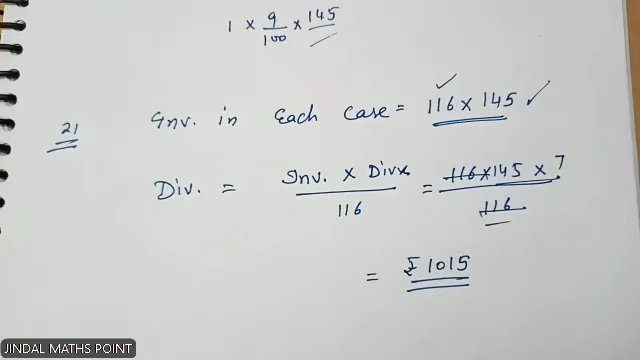 1 × 9/100 × 145
21 Inv. in Each case = 116 × 145
Div. = Inv. × Div% / 116 = 116 × 145 × 7 / 116
= ₹ 1015
JINDAL MATHS POINT